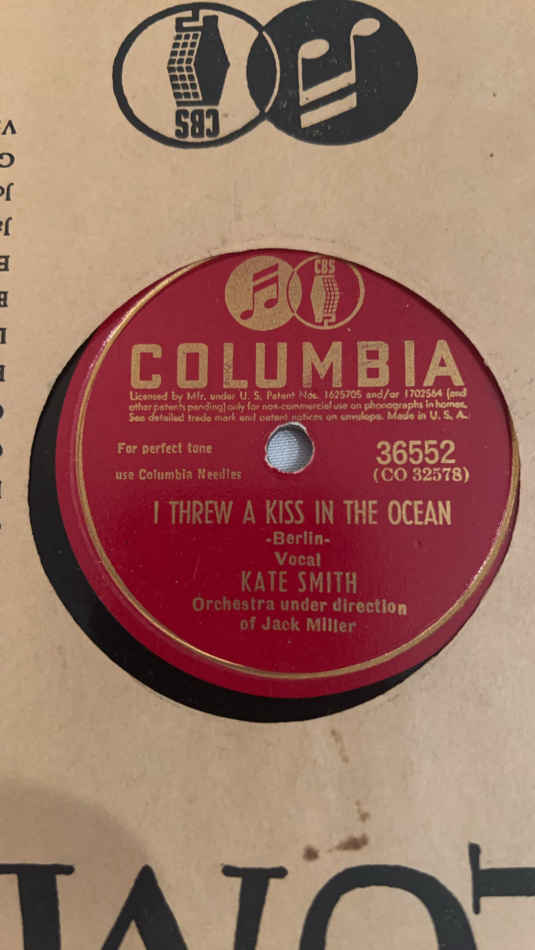 CBS
CBS
COLUMBIA
Licensed by Mfr. under U. S. Patent Nos. 1625705 and/or 1702564 (and
other patents pending) only for non-commercial use on phonographs in homes.
See detailed trade mark and patent notices on envelope. Made in U. S. A.
For perfect tone
use Columbia Needles
36552
(CO 32578)
I THREW A KISS IN THE OCEAN
-Berlin-
Vocal
KATE SMITH
Orchestra under direction
of Jack Miller